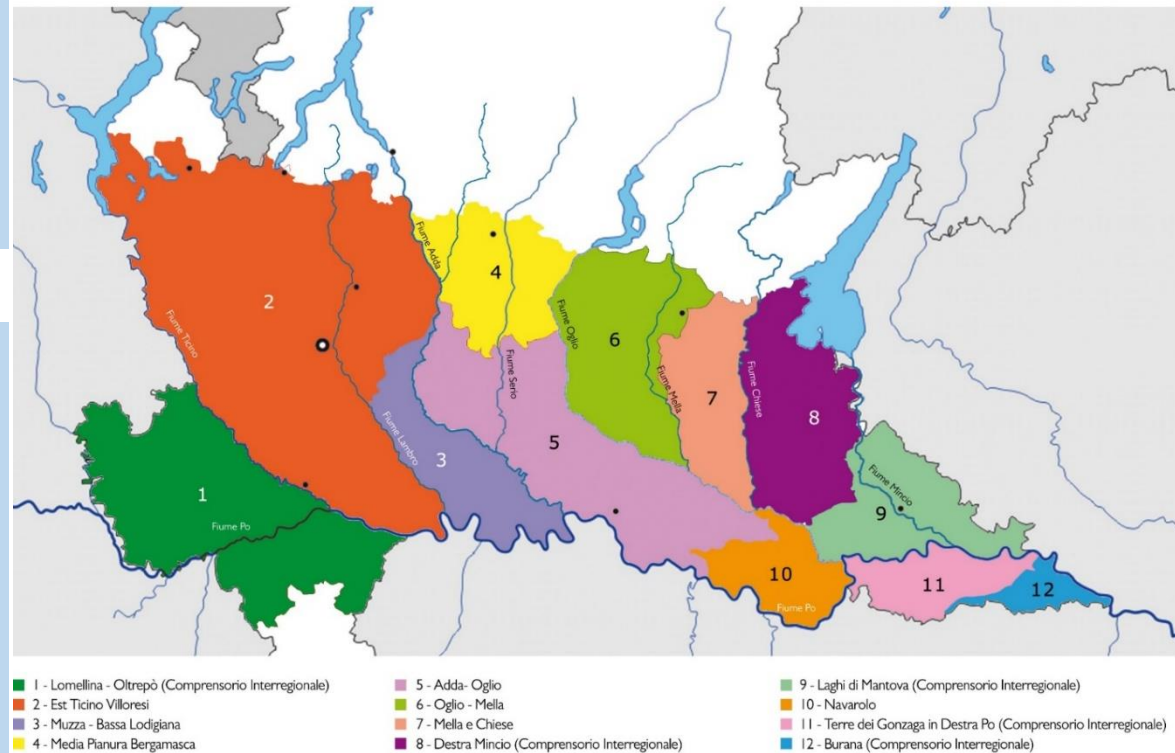 2
4
Fiume Adda
6
Fiume Ticino
Fiume Oglio
Fiume Serio
Fiume Mella
7
Fiume Chiese
8
1
Fiume Lambro
3
5
Fiume Mincio
9
Fiume Po
10
11
12
Fiume Po
1 - Lomellina - Oltrepò (Comprensorio Interregionale)
2 - Est Ticino Villoresi
3 - Muzza - Bassa Lodigiana
4 - Media Pianura Bergamasca
5 - Adda- Oglio
6 - Oglio - Mella
7 - Mella e Chiese
8 - Destra Mincio (Comprensorio Interregionale)
9 - Laghi di Mantova (Comprensorio Interregionale)
10 - Navarolo
11 - Terre dei Gonzaga in Destra Po (Comprensorio Interregionale)
12 - Burana (Comprensorio Interregionale)